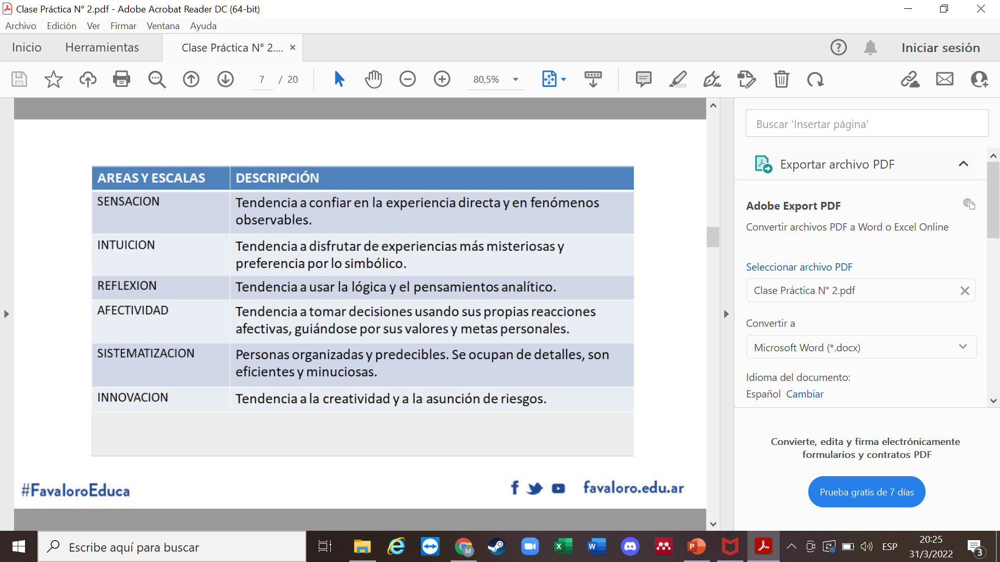 Clase Práctica N° 2.pdf - Adobe Acrobat Reader DC (64-bit)
Archivo Edición Ver Firmar Ventana Ayuda
Inicio Herramientas Clase Práctica N° 2.... × Iniciar sesión
7 / 20 80,5%
Buscar 'Insertar página'
Exportar archivo PDF
Adobe Export PDF
Convertir archivos PDF a Word o Excel Online
Seleccionar archivo PDF
Clase Práctica N° 2.pdf
Convertir a
Microsoft Word (*.docx)
Idioma del documento:
Español Cambiar
Convierte, edita y firma electrónicamente
formularios y contratos PDF
Prueba gratis de 7 días
AREAS Y ESCALAS DESCRIPCIÓN
SENSACION Tendencia a confiar en la experiencia directa y en fenómenos
observables.
INTUICION Tendencia a disfrutar de experiencias más misteriosas y
preferencia por lo simbólico.
REFLEXION Tendencia a usar la lógica y el pensamientos analítico.
AFECTIVIDAD Tendencia a tomar decisiones usando sus propias reacciones
afectivas, guiándose por sus valores y metas personales.
SISTEMATIZACION Personas organizadas y predecibles. Se ocupan de detalles, son
eficientes y minuciosas.
INNOVACION Tendencia a la creatividad y a la asunción de riesgos.
#FavaloroEduca favaloro.edu.ar
Escribe aquí para buscar
ESP
20:25
31/3/2022
3